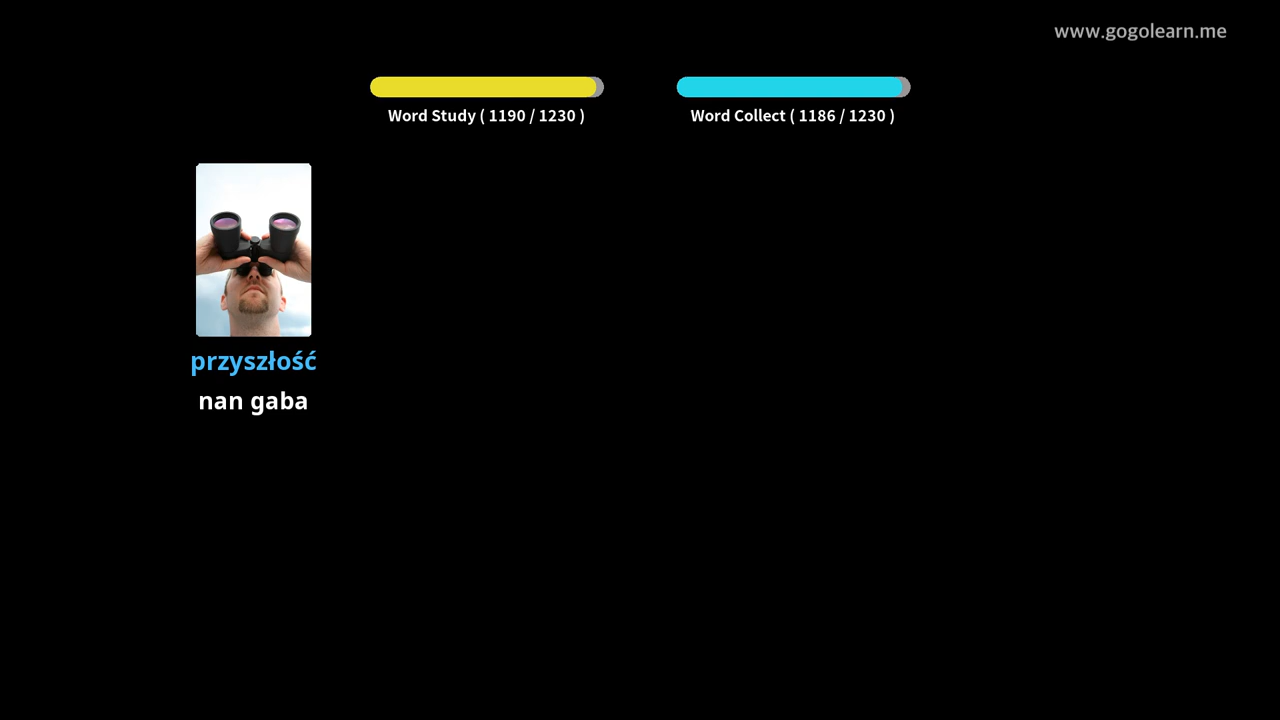 www.gogolearn.me
Word Study ( 1190 / 1230 )
Word Collect ( 1186 / 1230 )
przyszłość
nan gaba